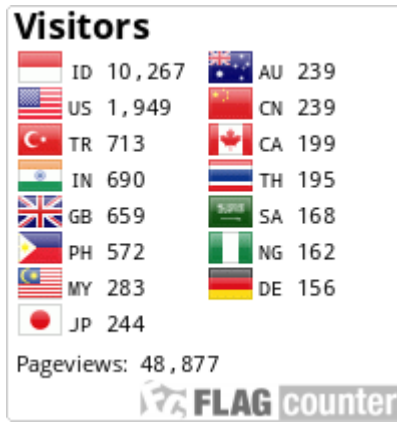 Visitors
ID 10,267
US 1,949
TR 713
IN 690
GB 659
PH 572
MY 283
JP 244
AU 239
CN 239
CA 199
TH 195
SA 168
NG 162
DE 156
Pageviews: 48,877
FC FLAG counter